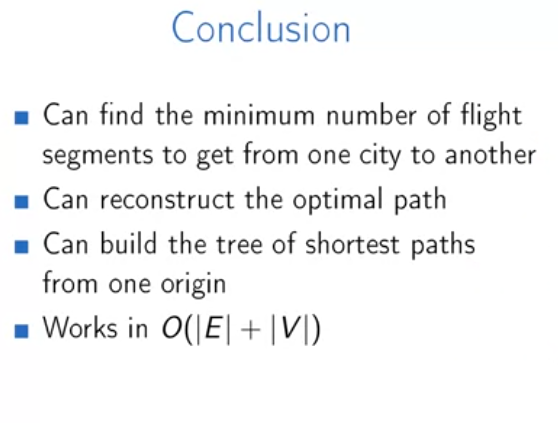 Conclusion
Can find the minimum number of flight
segments to get from one city to another
Can reconstruct the optimal path
Can build the tree of shortest paths
from one origin
Works in O(|E| + |V|)